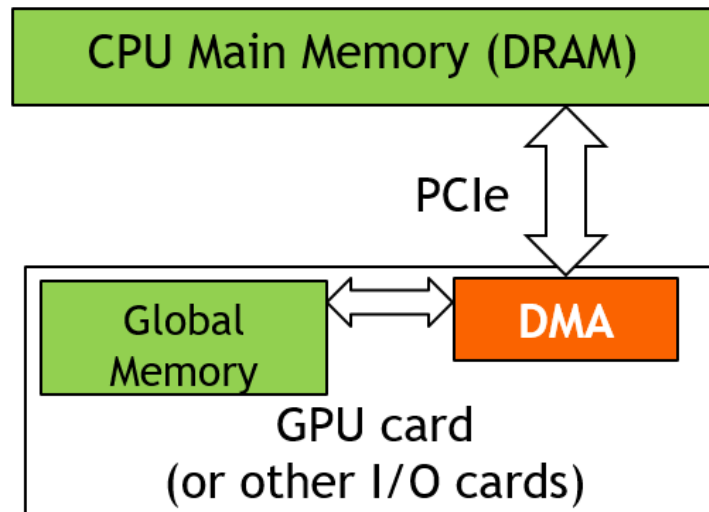 CPU Main Memory (DRAM)
PCIe
Global
Memory
DMA
GPU card
(or other I/O cards)